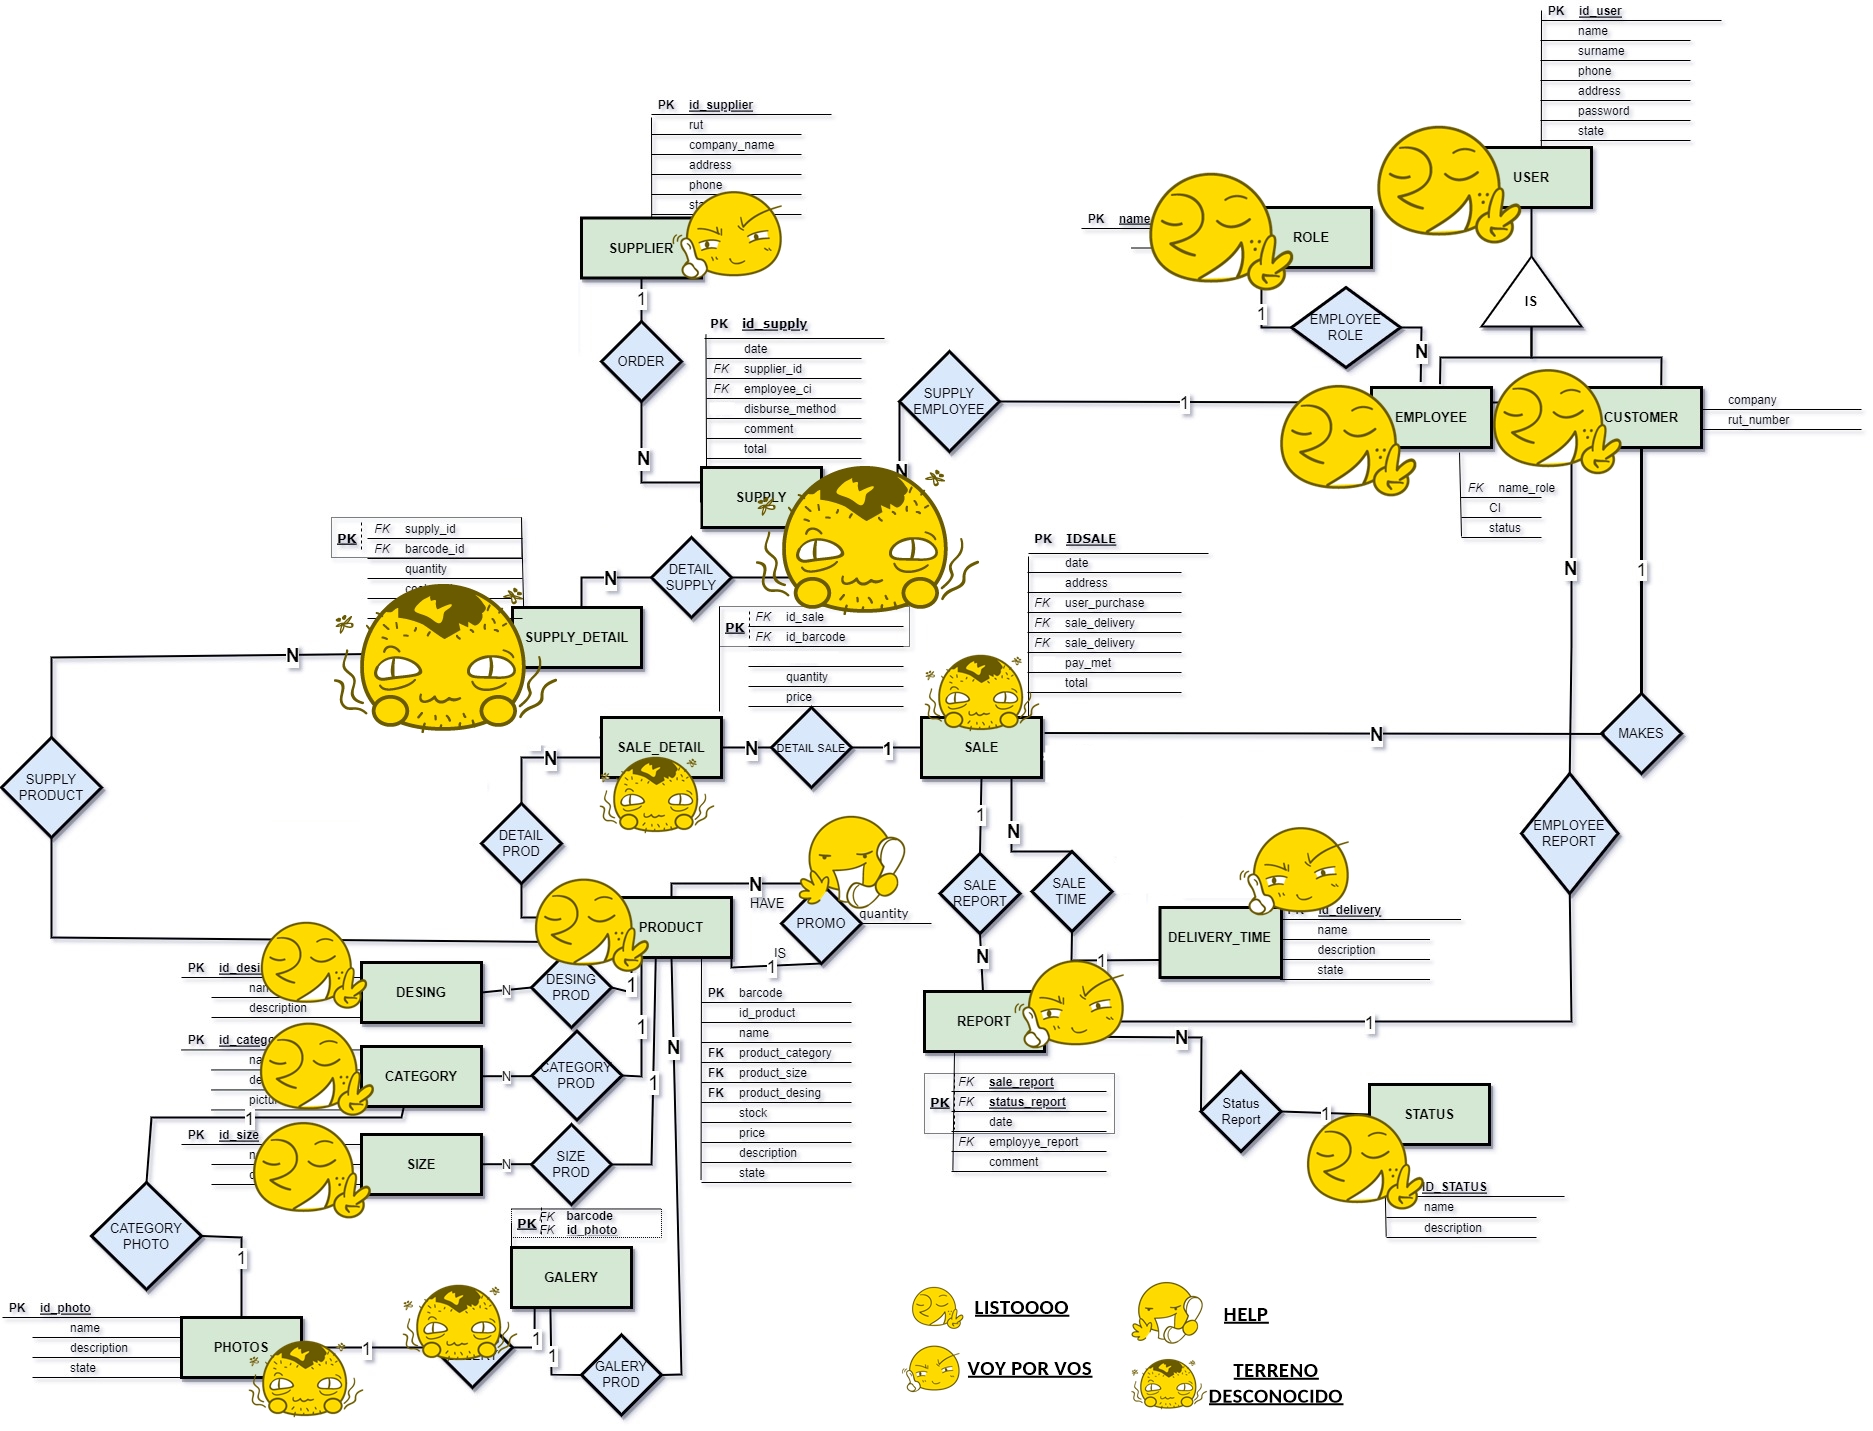 PK id_user
name
surname
phone
address
password
state
USER
PK id_supplier
rut
company_name
address
phone
SUPPLIER
PK name
ROLE
IS
1
EMPLOYEE
ROLE
N
1
ORDER
N
PK id_supply
date
FK supplier_id
FK employee_ci
disburse_method
comment
total
SUPPLY
SUPPLY
EMPLOYEE
1
N
EMPLOYEE
CUSTOMER
company
rut_number
FK name_role
CI
status
PK
FK supply_id
FK barcode_id
quantity
SUPPLY_DETAIL
N
DETAIL
SUPPLY
N
PK IDSALE
date
address
FK user_purchase
FK sale_delivery
FK sale_delivery
pay_met
total
N
1
PK
FK id_sale
FK id_barcode
quantity
price
SALE_DETAIL
N
DETAIL SALE
1
SALE
N
MAKES
SUPPLY
PRODUCT
N
DETAIL
PROD
1
N
EMPLOYEE
REPORT
SALE
REPORT
SALE
TIME
N
HAVE
PRODUCT
PROMO
quantity
IS
1
DELIVERY_TIME
id_delivery
name
description
state
N
1
PK
description
DESING
N
DESING
PROD
1
PK barcode
id_product
name
FK product_category
FK product_size
FK product_desing
stock
price
description
state
REPORT
1
N
PK
CATEGORY
N
CATEGORY
PROD
1
1
N
PK
FK sale_report
FK status_report
date
FK employye_report
comment
Status
Report
1
STATUS
ID_STATUS
name
description
1
PK id_size
SIZE
N
SIZE
PROD
CATEGORY
PHOTO
1
PK
FK barcode
FK id_photo
GALERY
PK id_photo
name
description
state
PHOTOS
1
1
1
GALERY
PROD
LISTOOOO
HELP
VOY POR VOS
TERRENO
DESCONOCIDO